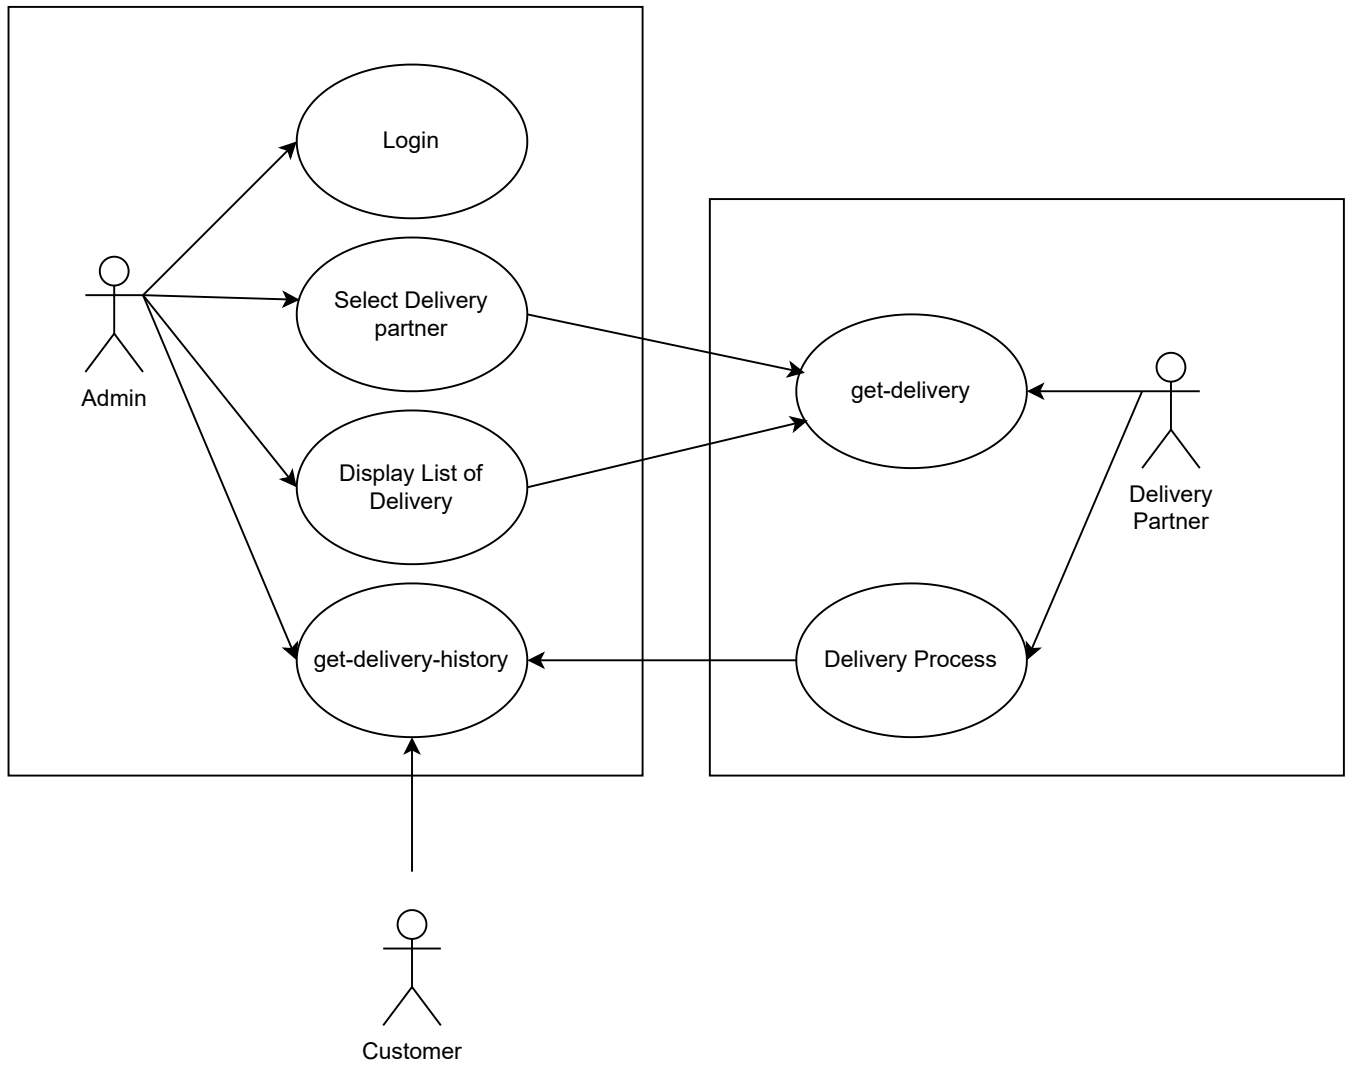 Login
Select Delivery
partner
Admin
Display List of
Delivery
get-delivery-history
get-delivery
Delivery
Partner
Delivery Process
Customer